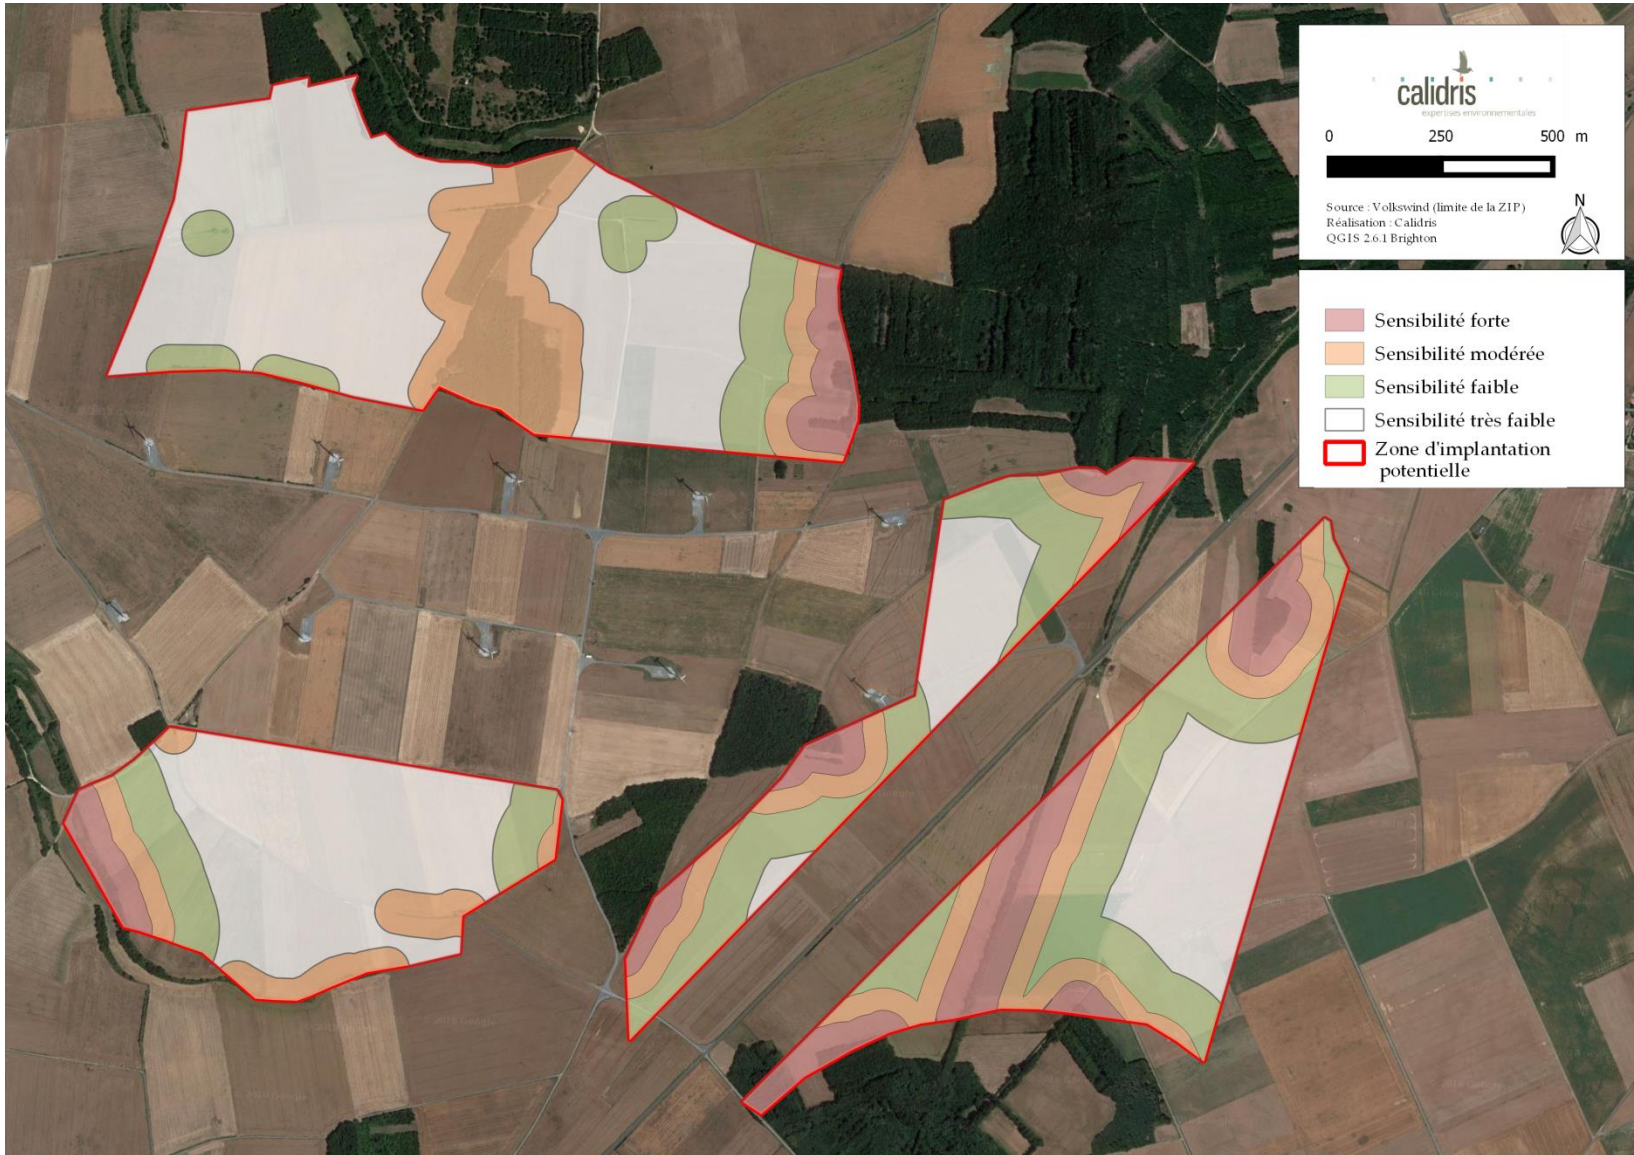 calidris
expertises environnementales
0 250 500 m
Source : Volkswind (limite de la ZIP)
Réalisation : Calidris
QGIS 2.6.1 Brighton
N
Sensibilité forte
Sensibilité modérée
Sensibilité faible
Sensibilité très faible
Zone d'implantation
potentielle